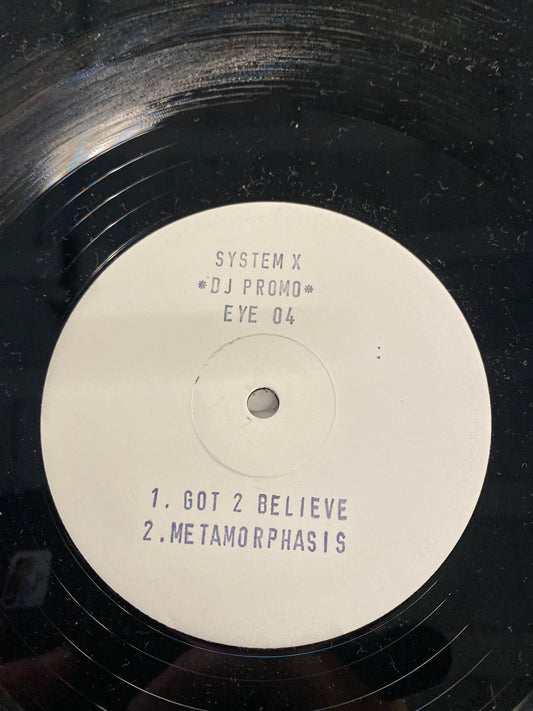 SYSTEM X
*DJ PROMO*
EYE 04
1. GOT 2 BELIEVE
2.METAMORPHASIS